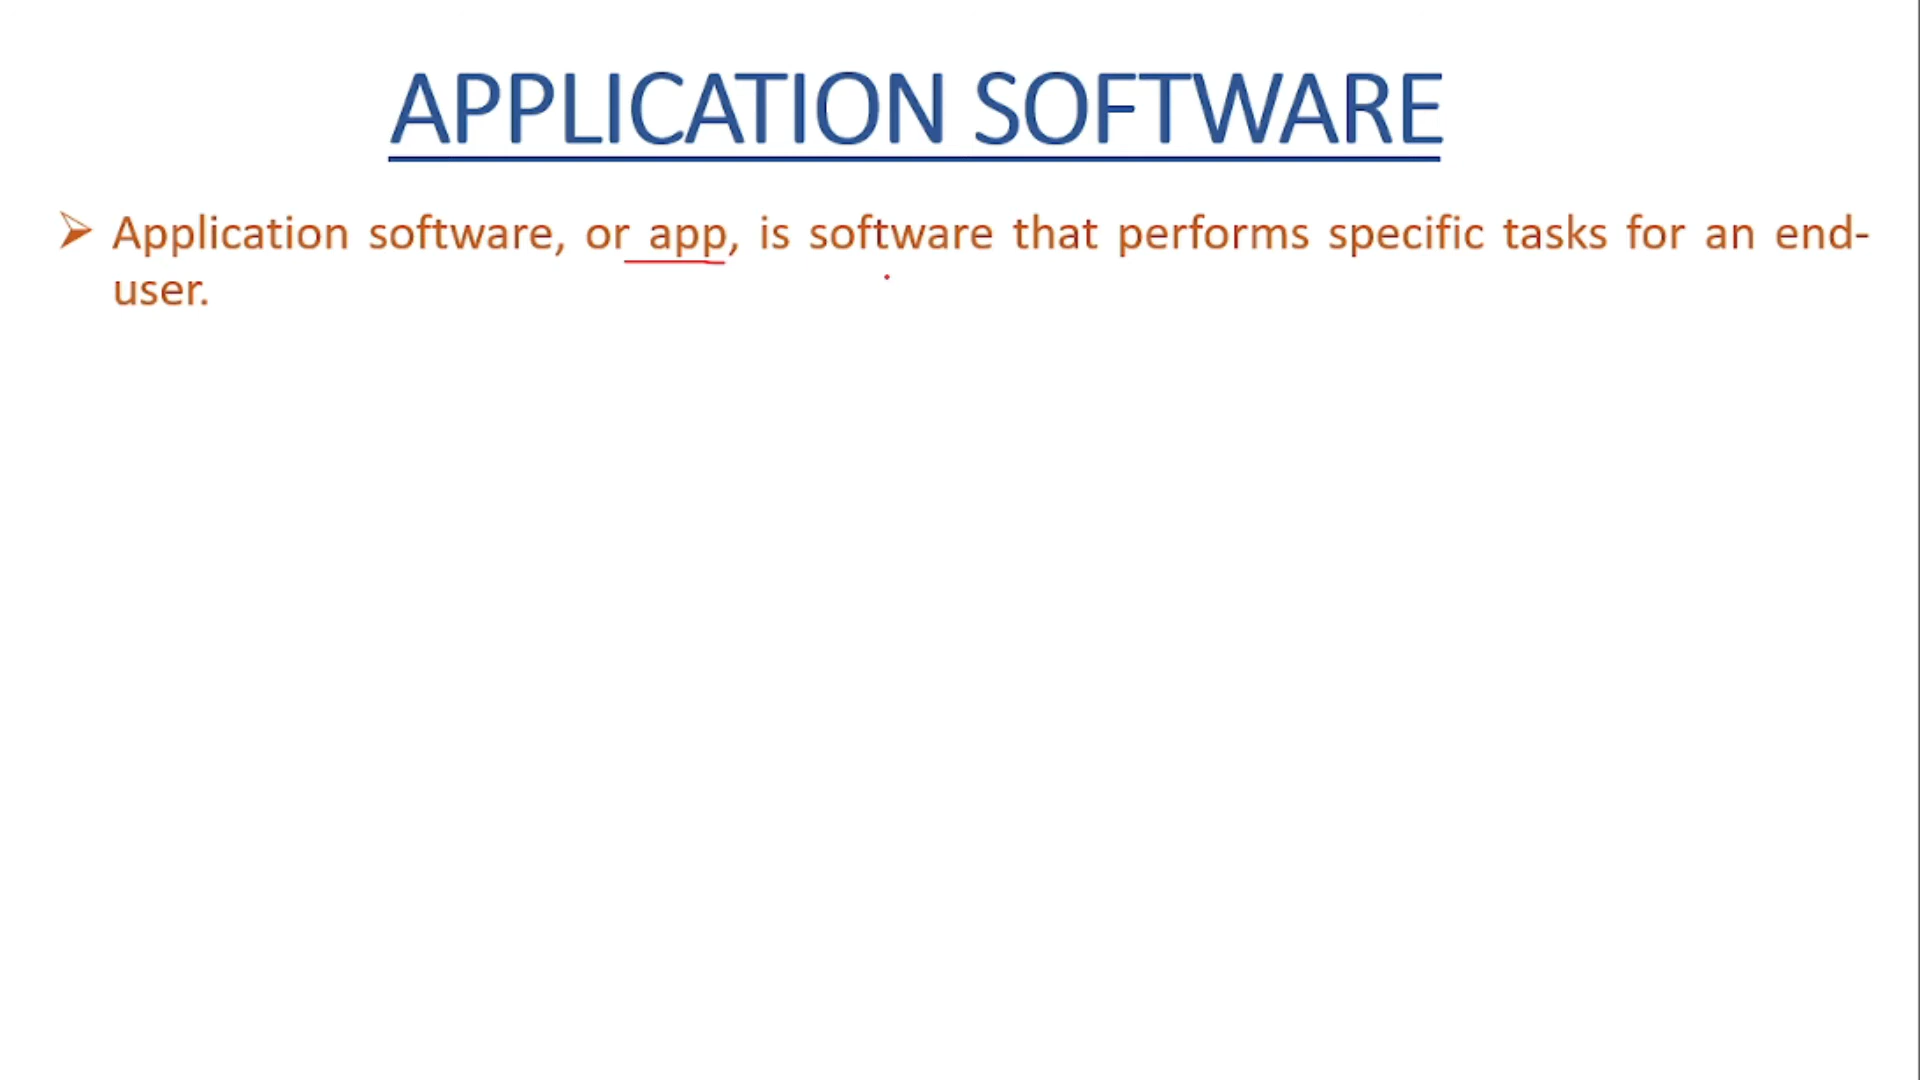 APPLICATION SOFTWARE
Application software, or app, is software that performs specific tasks for an end-
user.